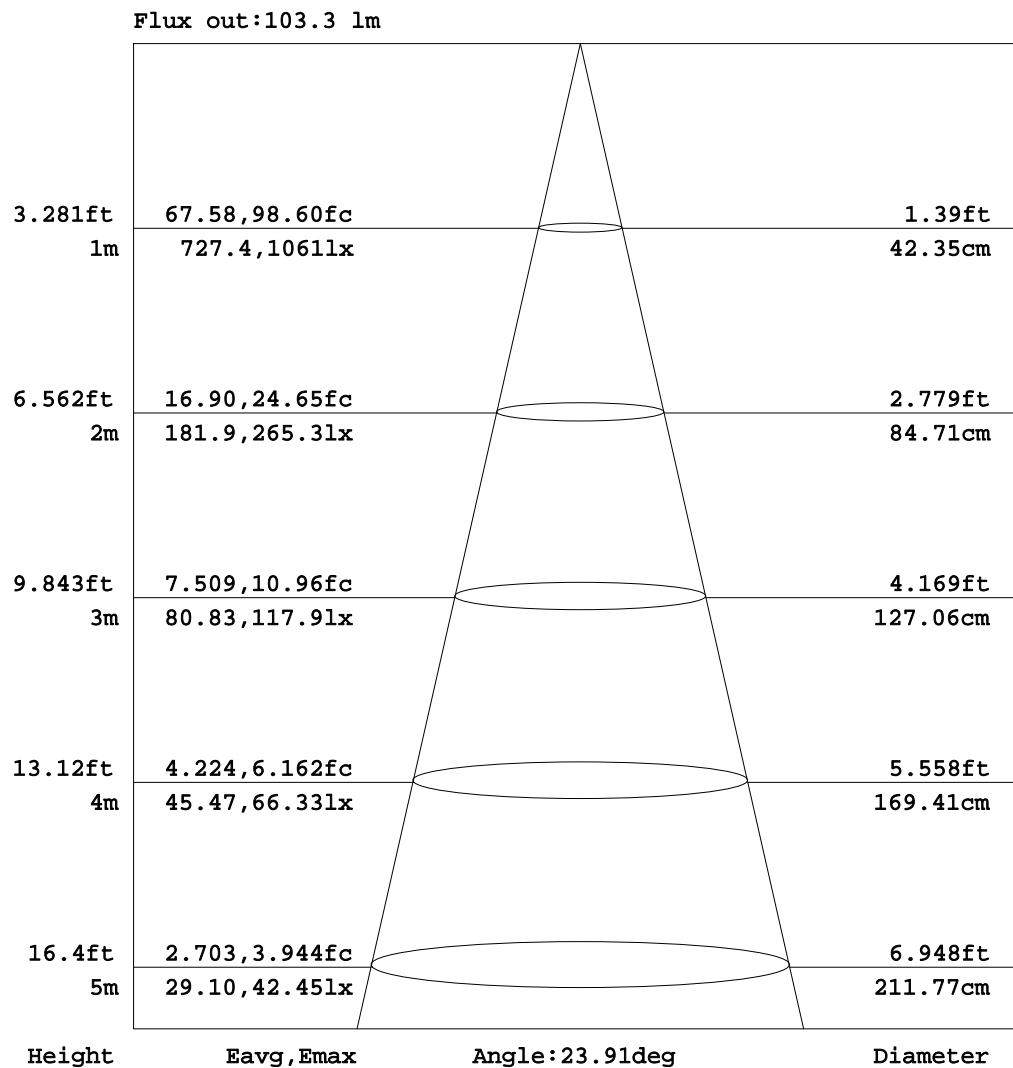 Flux out:103.3 lm
3.281ft 67.58,98.60fc 1.39ft
1m 727.4,1061lx 42.35cm
6.562ft 16.90,24.65fc 2.779ft
2m 181.9,265.3lx 84.71cm
9.843ft 7.509,10.96fc 4.169ft
3m 80.83,117.9lx 127.06cm
13.12ft 4.224,6.162fc 5.558ft
4m 45.47,66.33lx 169.41cm
16.4ft 2.703,3.944fc 6.948ft
5m 29.10,42.45lx 211.77cm
Height Eavg,Emax Angle:23.91deg Diameter